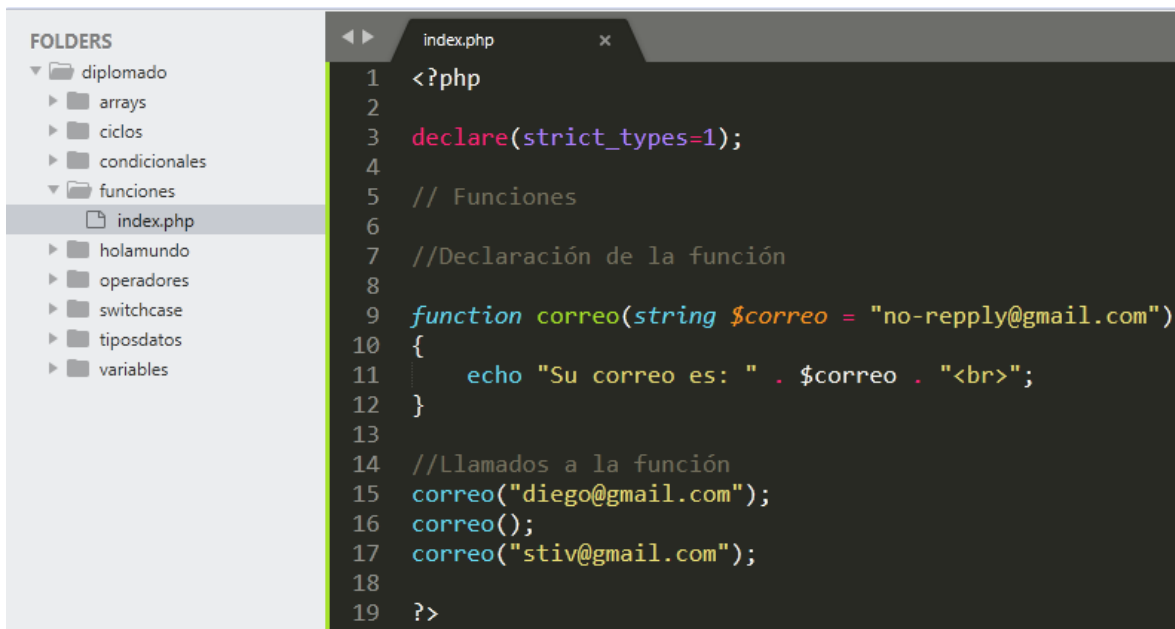 FOLDERS
diplomado
arrays
ciclos
condicionales
funciones
index.php
holamundo
operadores
switchcase
tiposdatos
variables
index.php ×
1 <?php
2
3 declare(strict_types=1);
4
5 // Funciones
6
7 //Declaración de la función
8
9 function correo(string $correo = "no-repply@gmail.com")
10 {
11     echo "Su correo es: " . $correo . "<br>";
12 }
13
14 //Llamados a la función
15 correo("diego@gmail.com");
16 correo();
17 correo("stiv@gmail.com");
18
19 ?>